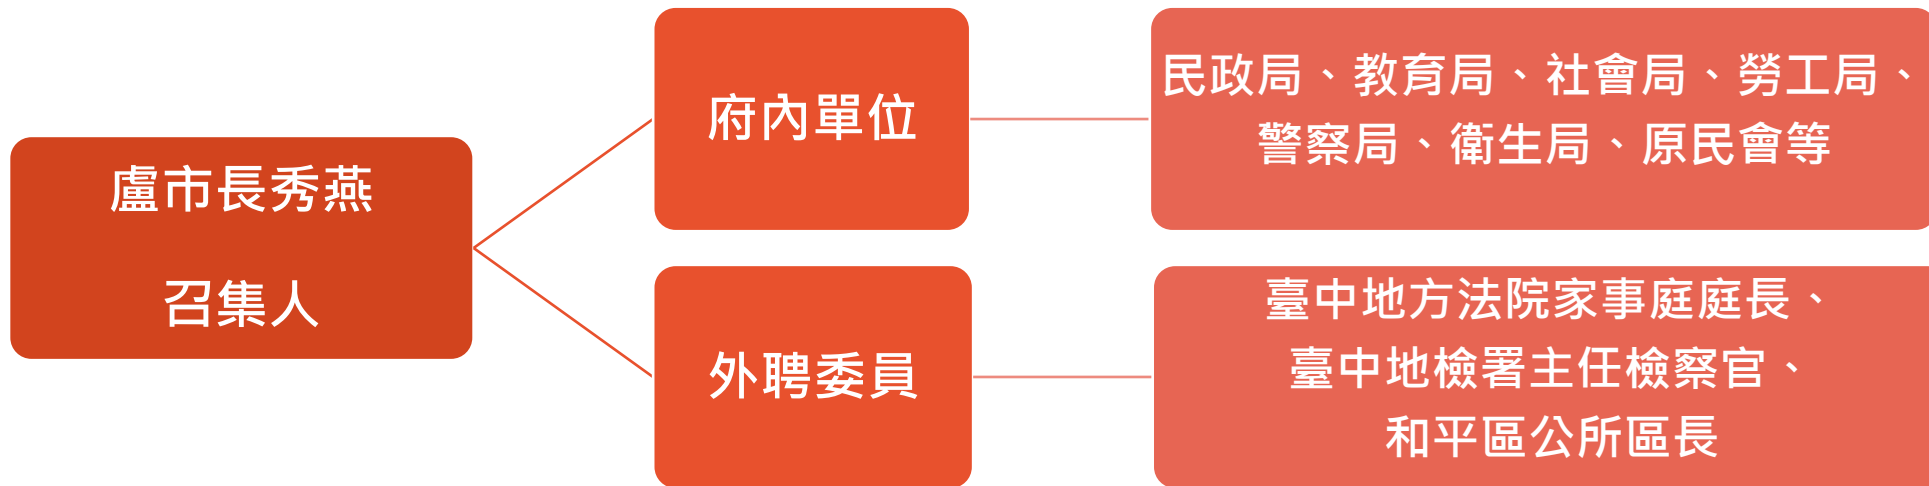 盧市長秀燕
召集人
府內單位
民政局、教育局、社會局、勞工局、
警察局、衛生局、原民會等
外聘委員
臺中地方法院家事庭庭長、
臺中地檢署主任檢察官、
和平區公所區長